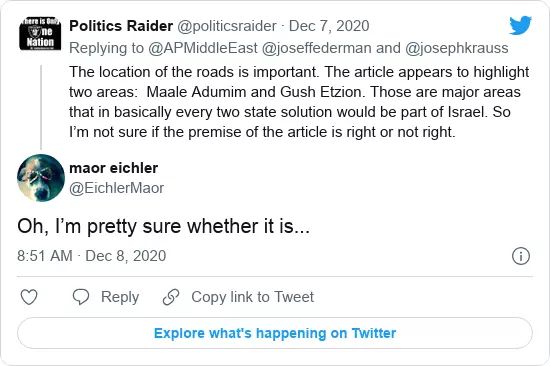 There is Only
One
Nation
Politics Raider @politicsraider · Dec 7, 2020
Replying to @APMiddleEast @joseffederman and @josephkrauss
The location of the roads is important. The article appears to highlight
two areas:  Maale Adumim and Gush Etzion. Those are major areas
that in basically every two state solution would be part of Israel. So
I’m not sure if the premise of the article is right or not right.
maor eichler
@EichlerMaor
Oh, I’m pretty sure whether it is...
8:51 AM · Dec 8, 2020
Reply
Copy link to Tweet
Explore what's happening on Twitter